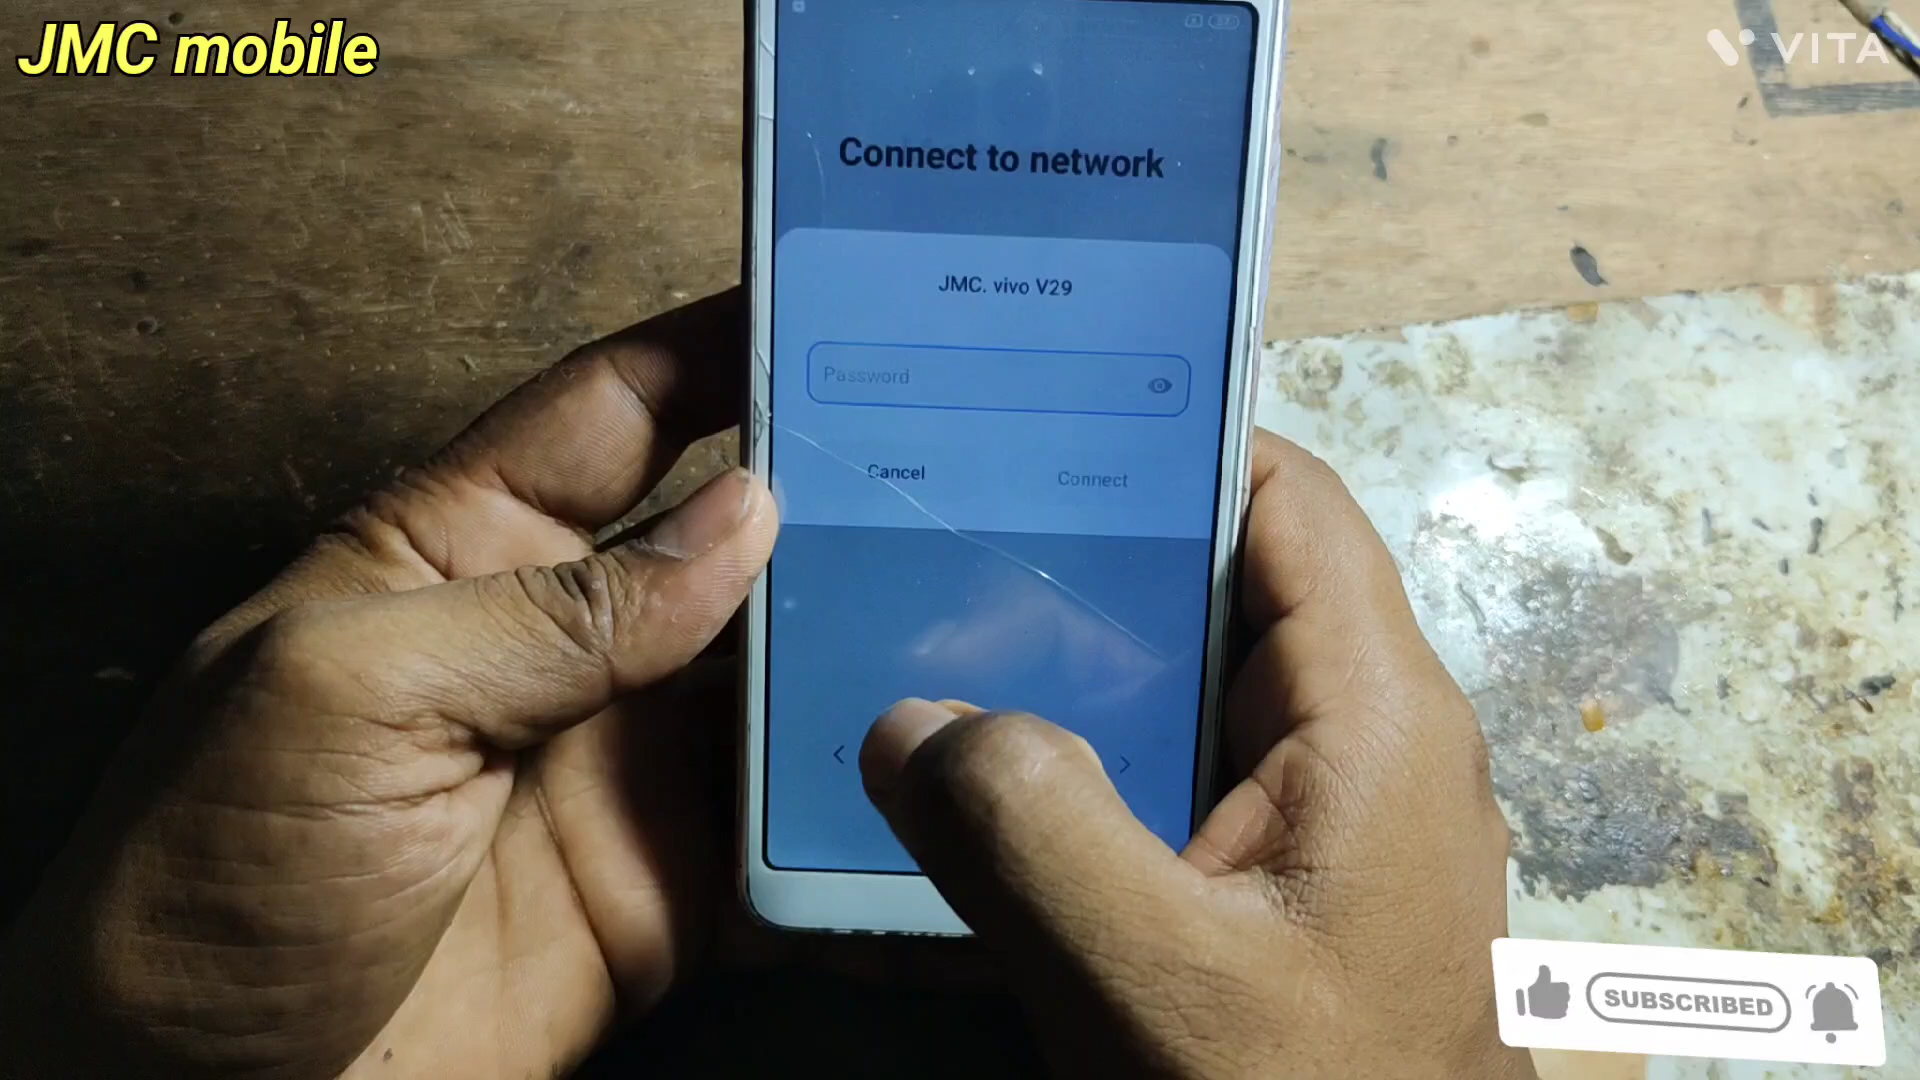 JMC mobile
VITA
Connect to network
JMC. vivo V29
Password
Cancel
Connect
SUBSCRIBED